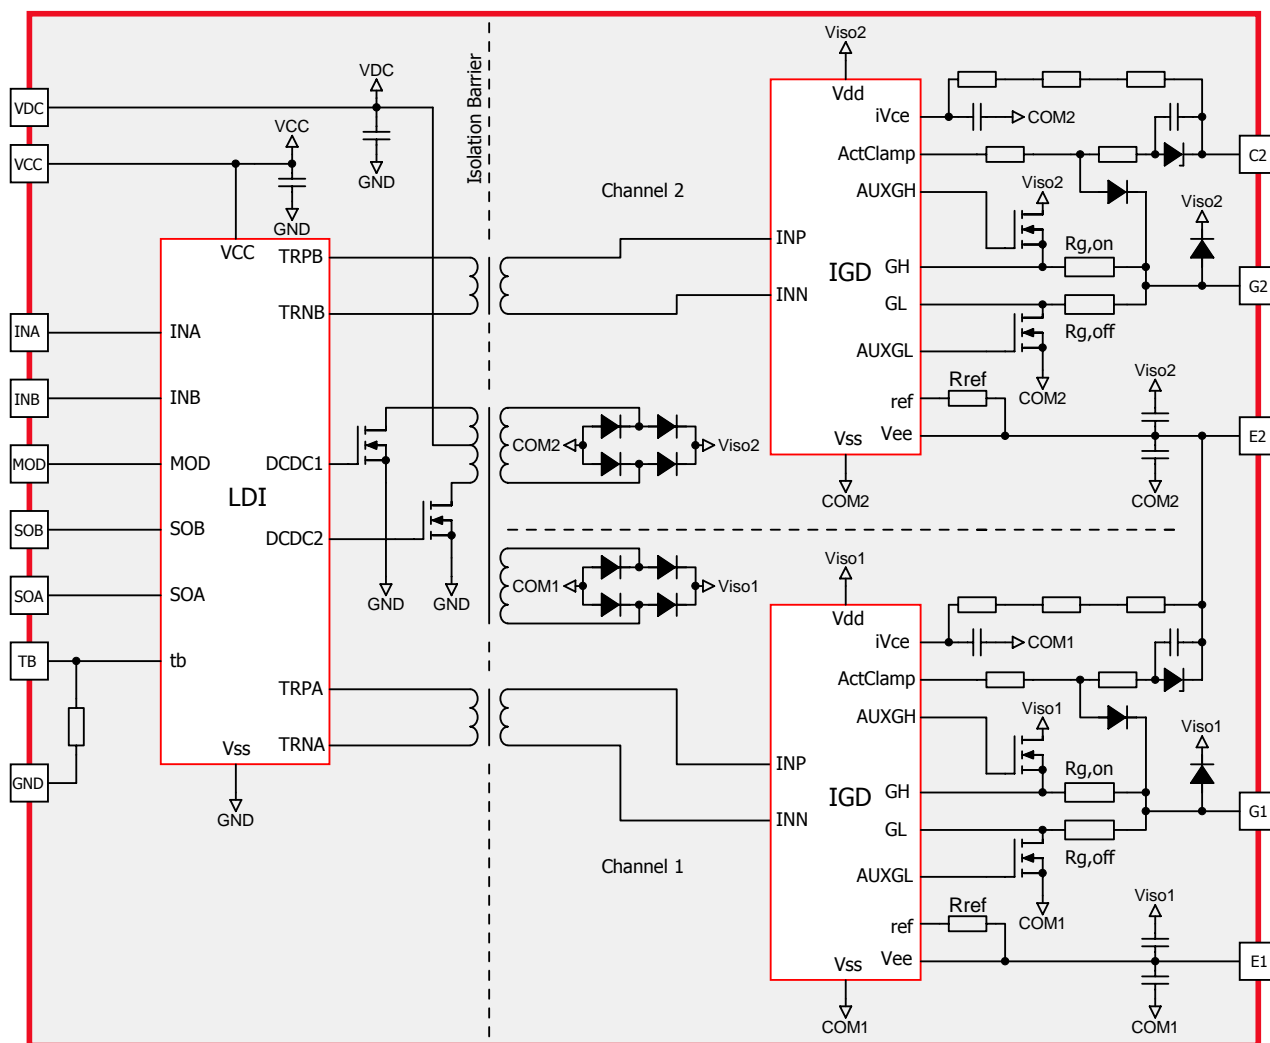 Viso2
VDC
Isolation Barrier
Vdd
VDC
iVce
COM2
VCC
VCC
ActClamp
C2
GND
Channel 2
AUXGH
Viso2
Viso2
GND
VCC
TRPB
INP
IGD
GH
Rg,on
G2
INN
GL
TRNB
INA
INA
Rg,off
AUXGL
Rref
Viso2
INB
INB
ref
COM2
Vee
E2
COM2
Viso2
MOD
MOD
DCDC1
Vss
LDI
COM2
COM2
SOB
SOB
DCDC2
Viso1
COM1
Viso1
SOA
SOA
GND
GND
Vdd
iVce
COM1
TB
tb
ActClamp
TRPA
Viso1
AUXGH
Viso1
TRNA
Vss
INP
Rg,on
GND
IGD
GH
G1
GND
INN
GL
Rg,off
Channel 1
AUXGL
Viso1
Rref
ref
COM1
Vee
Vss
E1
COM1
COM1